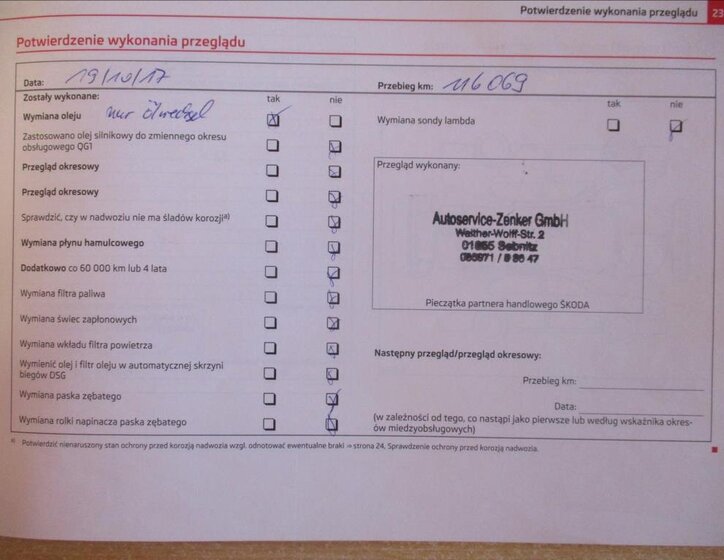 Potwierdzenie wykonania przeglądu 23
Potwierdzenie wykonania przeglądu
Data: 19/10/17
Przebieg km: 116 069
Zostały wykonane: tak nie
Wymiana oleju nur Ölwechsel
Zastosowano olej silnikowy do zmiennego okresu
obsługowego QG1
Przegląd okresowy
Przegląd okresowy
Sprawdzić, czy w nadwoziu nie ma śladów korozji a)
Wymiana płynu hamulcowego
Dodatkowo co 60 000 km lub 4 lata
Wymiana filtra paliwa
Wymiana świec zapłonowych
Wymiana wkładu filtra powietrza
Wymienić olej i filtr oleju w automatycznej skrzyni
biegów DSG
Wymiana paska zębatego
Wymiana rolki napinacza paska zębatego
tak nie
Wymiana sondy lambda
Przegląd wykonany:
Autoservice-Zenker GmbH
Walther-Wolff-Str. 2
01855 Sebnitz
Pieczątka partnera handlowego ŠKODA
Następny przegląd/przegląd okresowy:
Przebieg km:
Data:
(w zależności od tego, co nastąpi jako pierwsze lub według wskaźnika okres-
ów miedzyobsługowych)
a) Potwierdzić nienaruszony stan ochrony przed korozją nadwozia wzgl. odnotować ewentualne braki ⇒ strona 24. Sprawdzenie ochrony przed korozją nadwozia.